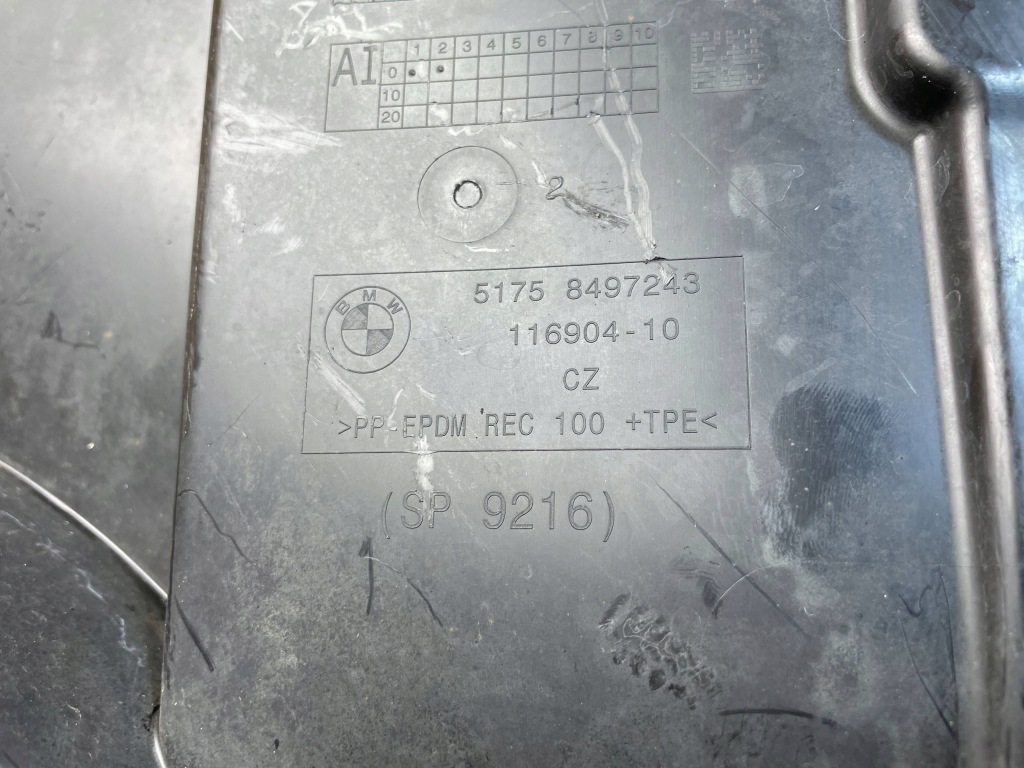 1 2 3 4 5 6 7 8 9 10
AI 0
10
20
2
BMW
5175 8497243
116904-10
CZ
>PP-EPDM REC 100 +TPE<
(SP 9216)